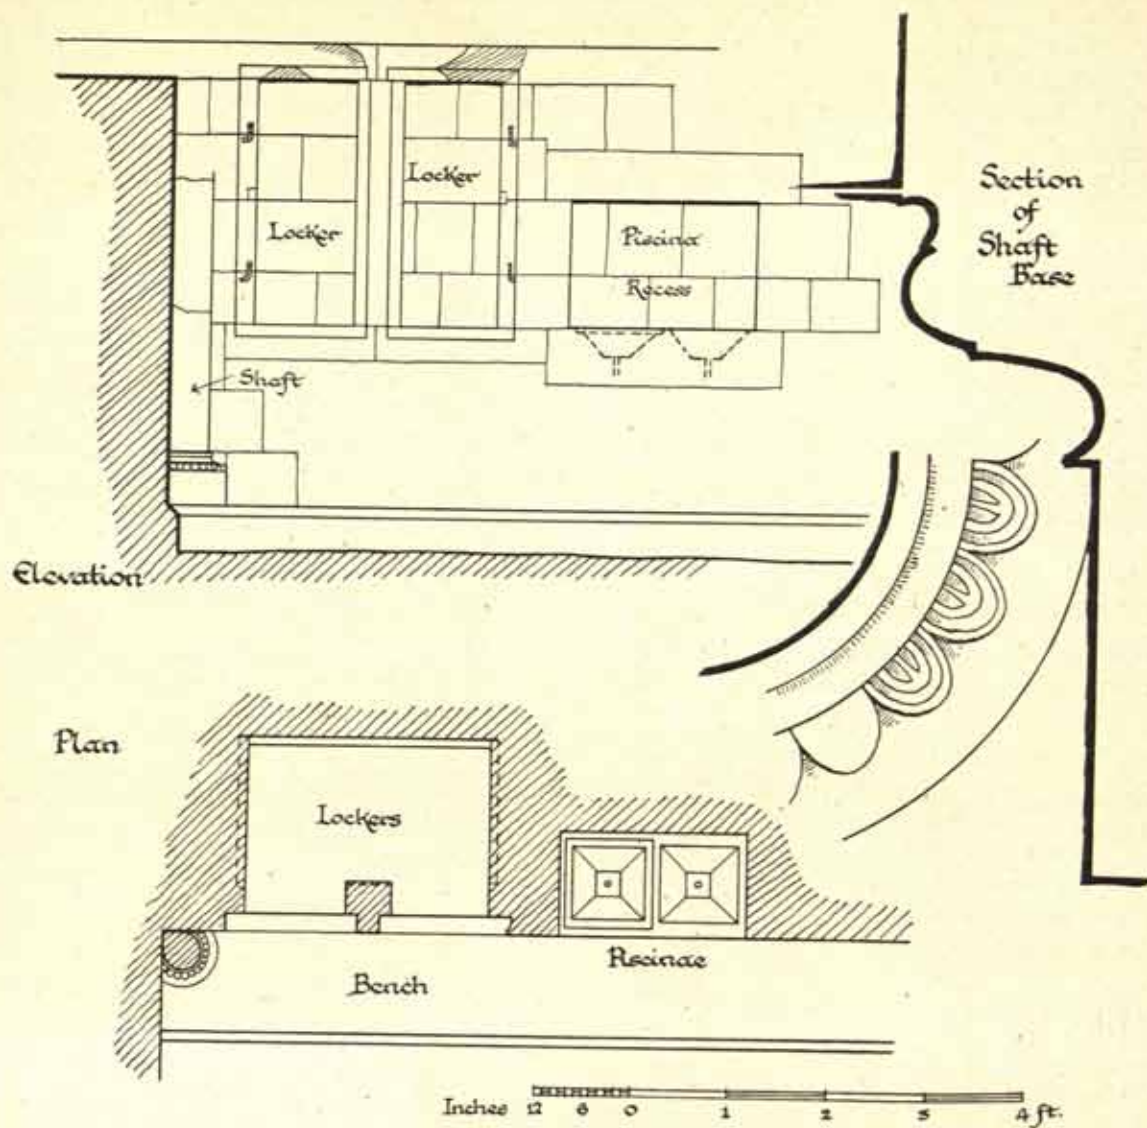 Locker
Locker
Piscina
Recess
Shaft
Section
of
Shaft
Base
Elevation
Plan
Lockers
Piscinae
Bench
Inches 12 6 0 1 2 3 4 ft.